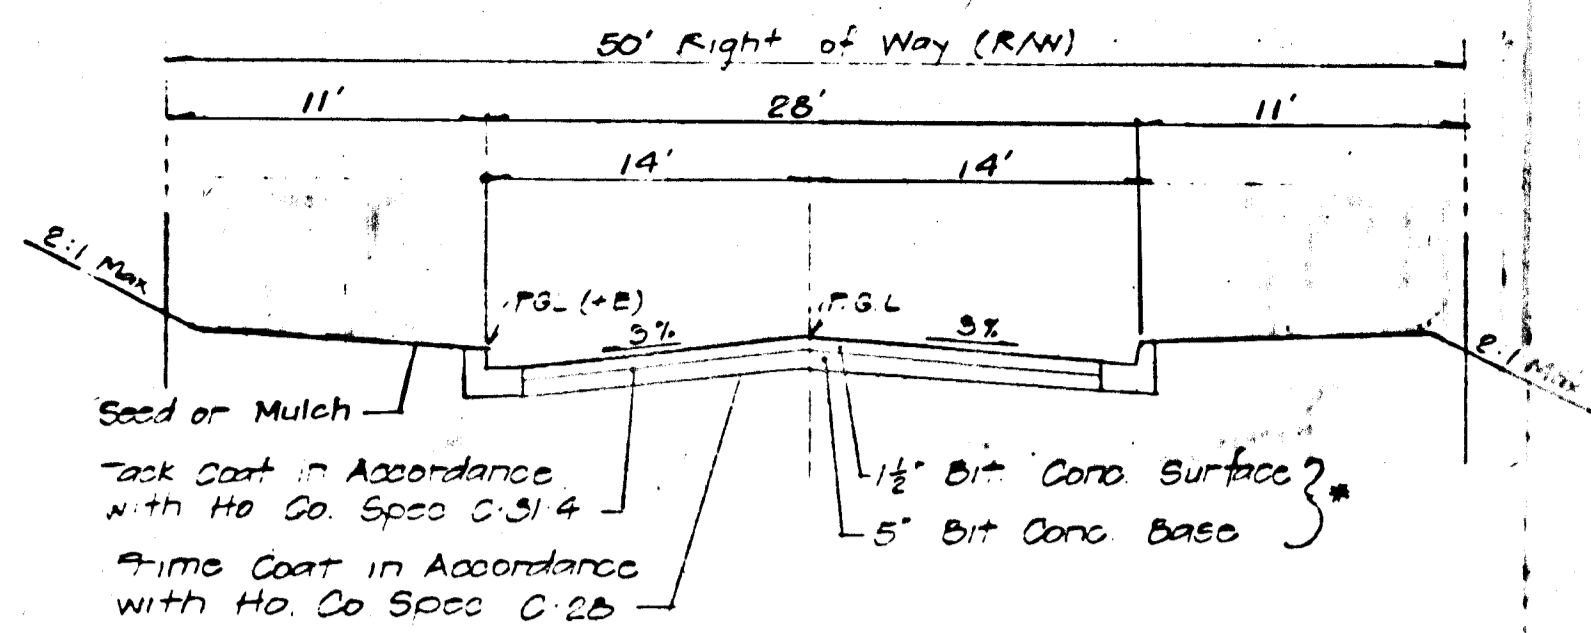 50' Right of Way (R/W)
11' 28' 11'
14' 14'
2:1 Max
P.G.L (+E) P.G.L
3% 3%
2:1 Max
Seed or Mulch
Tack Coat in Accordance
with Ho Co. Spec C-31.4
1½" Bit. Conc. Surface } *
5" Bit Conc. Base
Prime Coat in Accordance
with Ho. Co Spec C-28